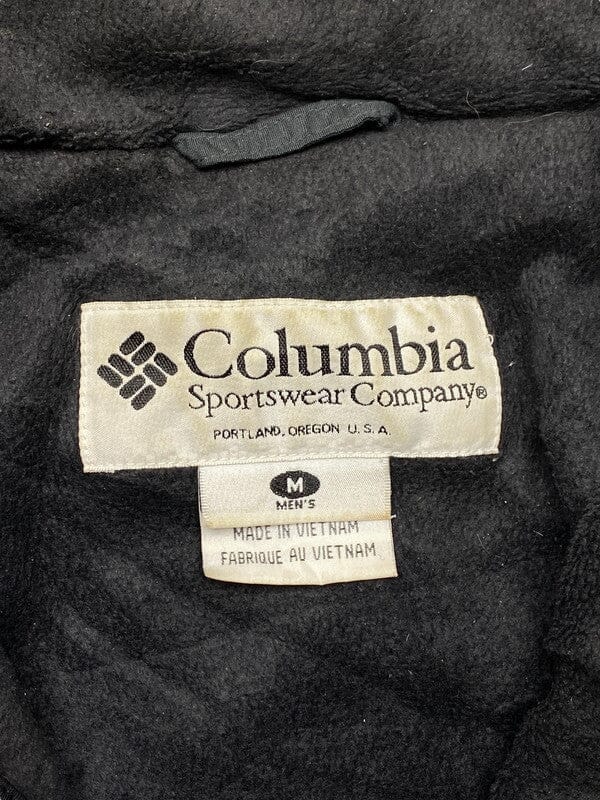 Columbia
Sportswear Company®
PORTLAND, OREGON U.S.A.
M
MEN'S
MADE IN VIETNAM
FABRIQUE AU VIETNAM